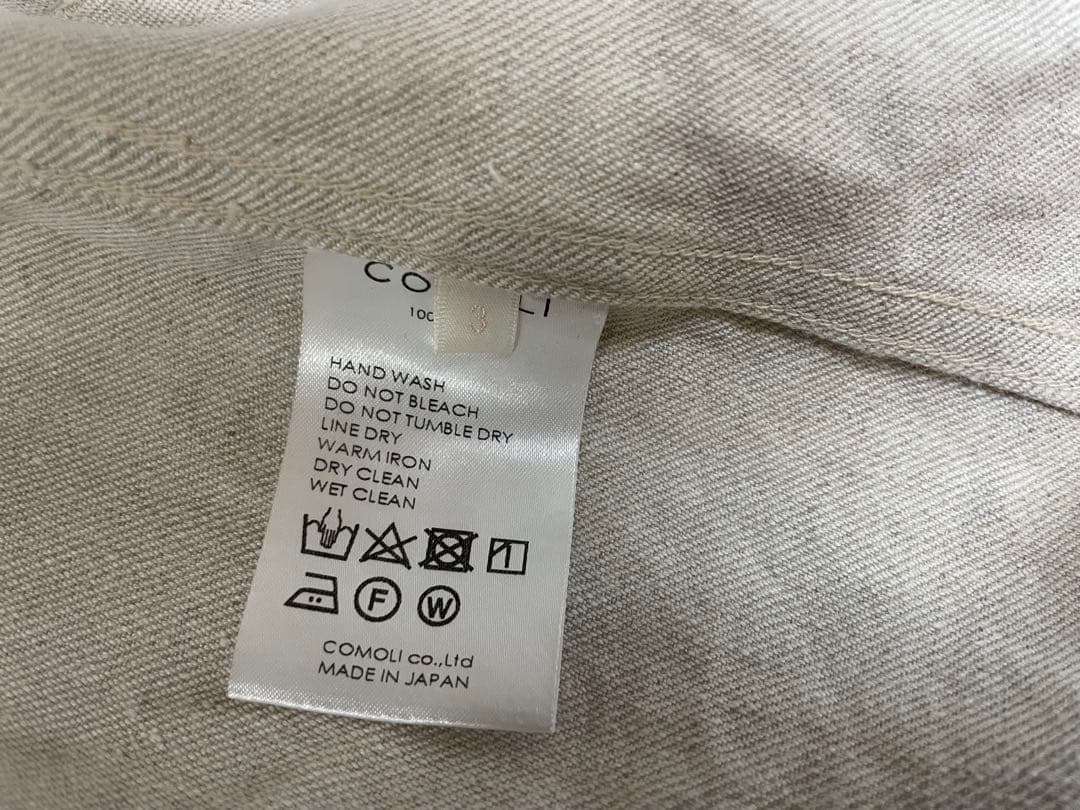 3
HAND WASH
DO NOT BLEACH
DO NOT TUMBLE DRY
LINE DRY
WARM IRON
DRY CLEAN
WET CLEAN
F W
COMOLI co.,Ltd
MADE IN JAPAN